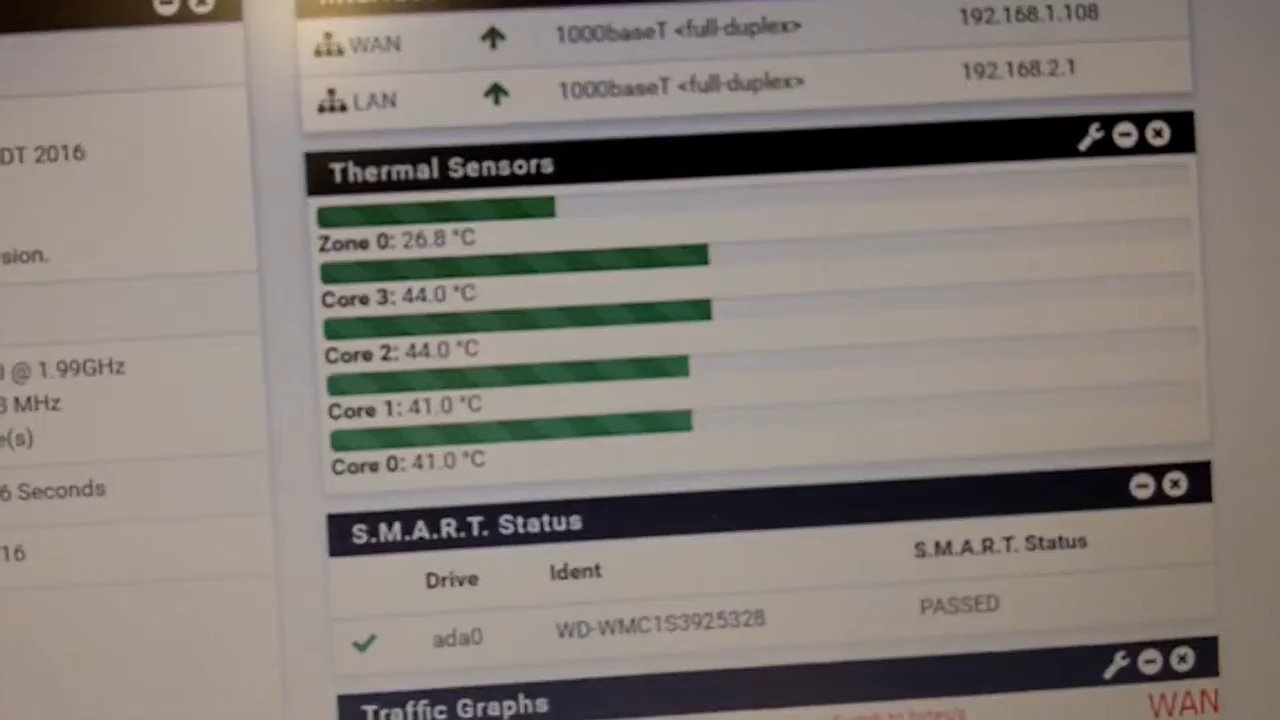 WAN 1000baseT <full-duplex> 192.168.1.108
LAN 1000baseT <full-duplex> 192.168.2.1
DT 2016
sion.
@ 1.99GHz
MHz
e(s)
6 Seconds
16
Thermal Sensors
Zone 0: 26.8 °C
Core 3: 44.0 °C
Core 2: 44.0 °C
Core 1: 41.0 °C
Core 0: 41.0 °C
S.M.A.R.T. Status
Drive Ident S.M.A.R.T. Status
ada0 WD-WMC1S3925328 PASSED
Traffic Graphs
WAN